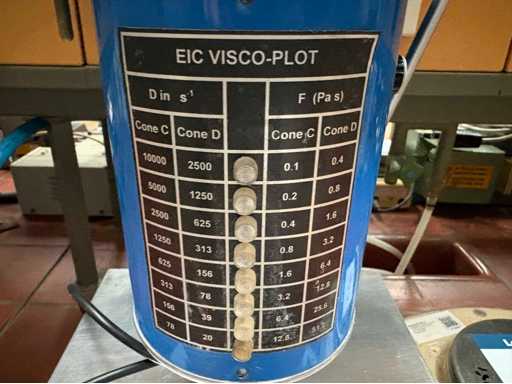 EIC VISCO-PLOT
D in s⁻¹ F (Pa s)
Cone C Cone D Cone C Cone D
10000 2500 0.1 0.4
5000 1250 0.2 0.8
2500 625 0.4 1.6
1250 313 0.8 3.2
625 156 1.6 6.4
313 78 3.2 12.8
156 39 6.4 25.6
78 20 12.8